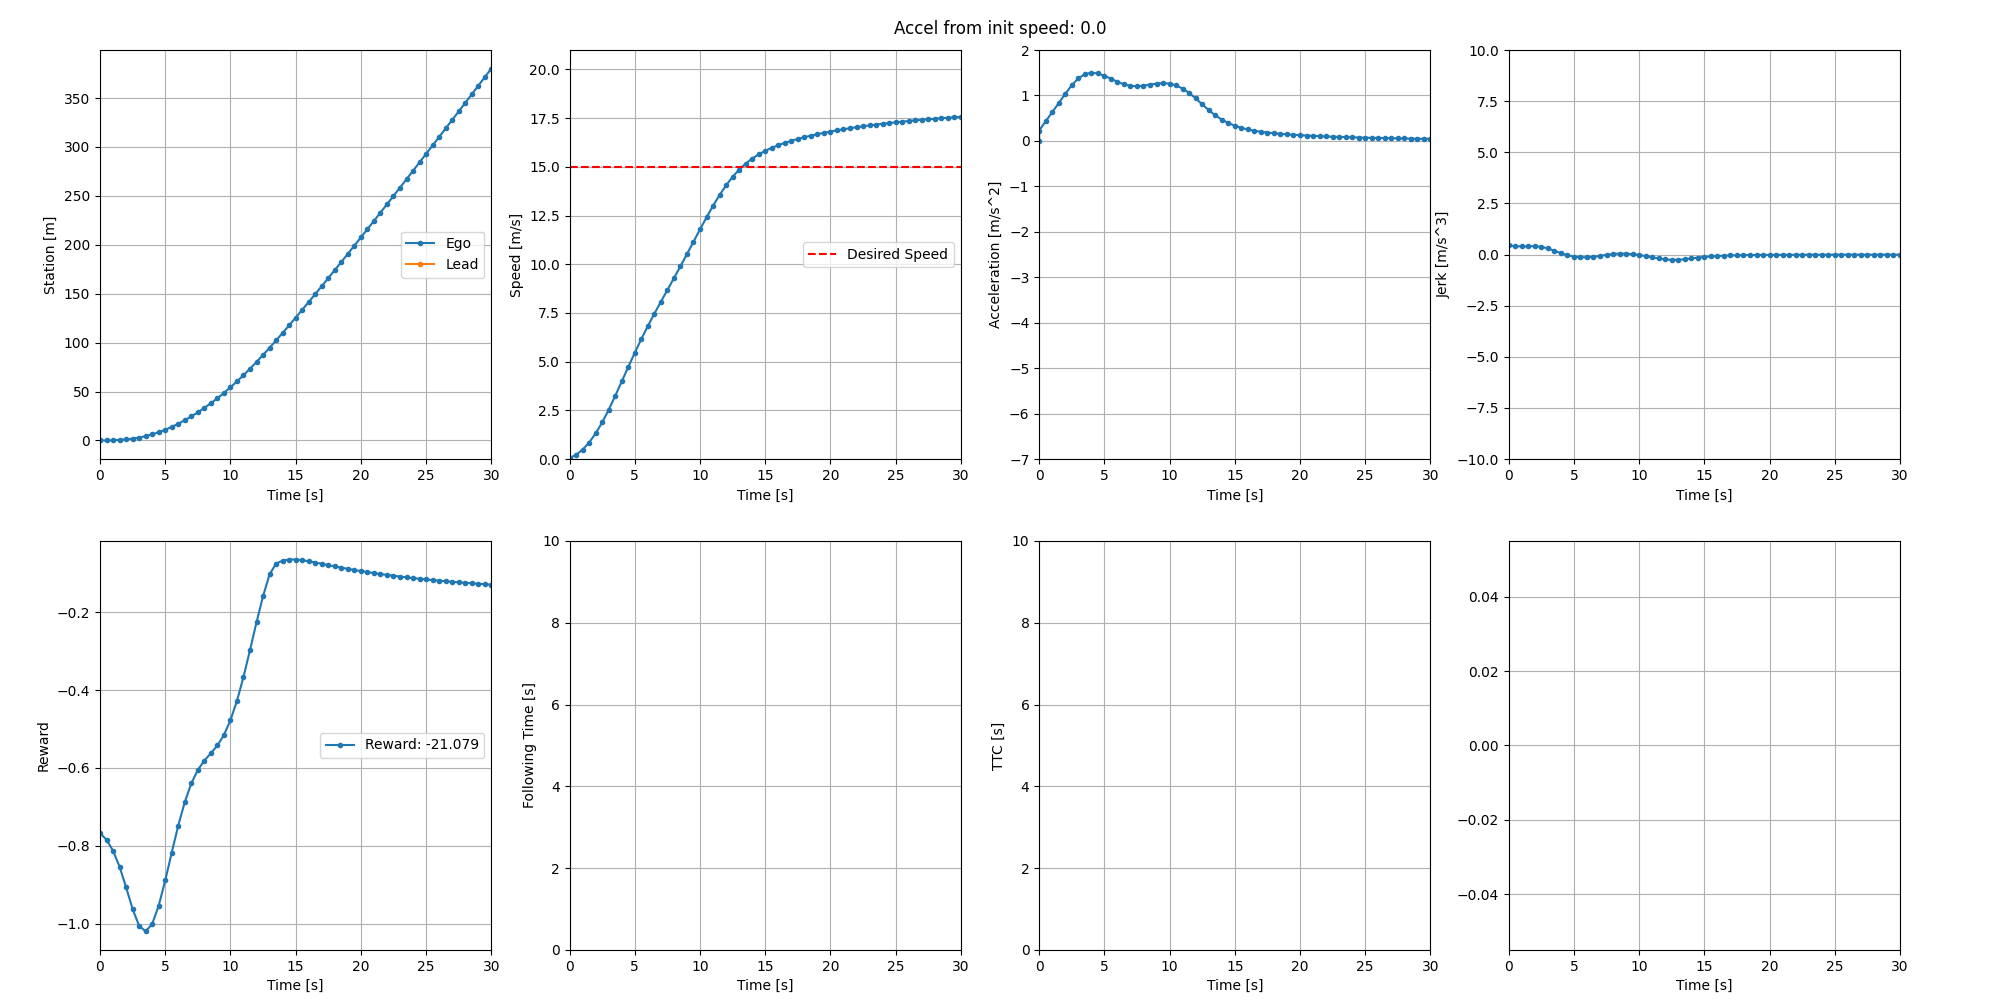 Accel from init speed: 0.0
350
300
250
200
150
100
50
0
Station [m]
Ego
Lead
0 5 10 15 20 25 30
Time [s]
20.0
17.5
15.0
12.5
10.0
7.5
5.0
2.5
0.0
Speed [m/s]
Desired Speed
0 5 10 15 20 25 30
Time [s]
2
1
0
−1
−2
−3
−4
−5
−6
−7
Acceleration [m/s^2]
0 5 10 15 20 25 30
Time [s]
10.0
7.5
5.0
2.5
0.0
−2.5
−5.0
−7.5
−10.0
Jerk [m/s^3]
0 5 10 15 20 25 30
Time [s]
−0.2
−0.4
−0.6
−0.8
−1.0
Reward
Reward: -21.079
0 5 10 15 20 25 30
Time [s]
10
8
6
4
2
0
Following Time [s]
0 5 10 15 20 25 30
Time [s]
10
8
6
4
2
0
TTC [s]
0 5 10 15 20 25 30
Time [s]
0.04
0.02
0.00
−0.02
−0.04
0 5 10 15 20 25 30
Time [s]